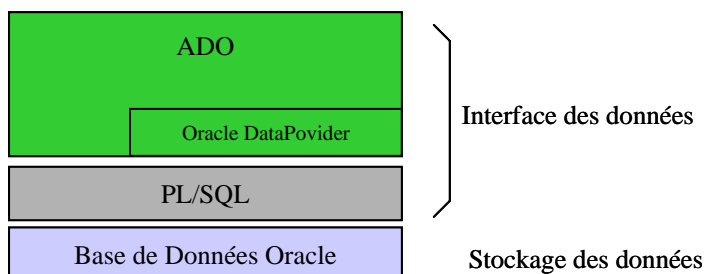 ADO
Oracle DataPovider
Interface des données
PL/SQL
Base de Données Oracle
Stockage des données